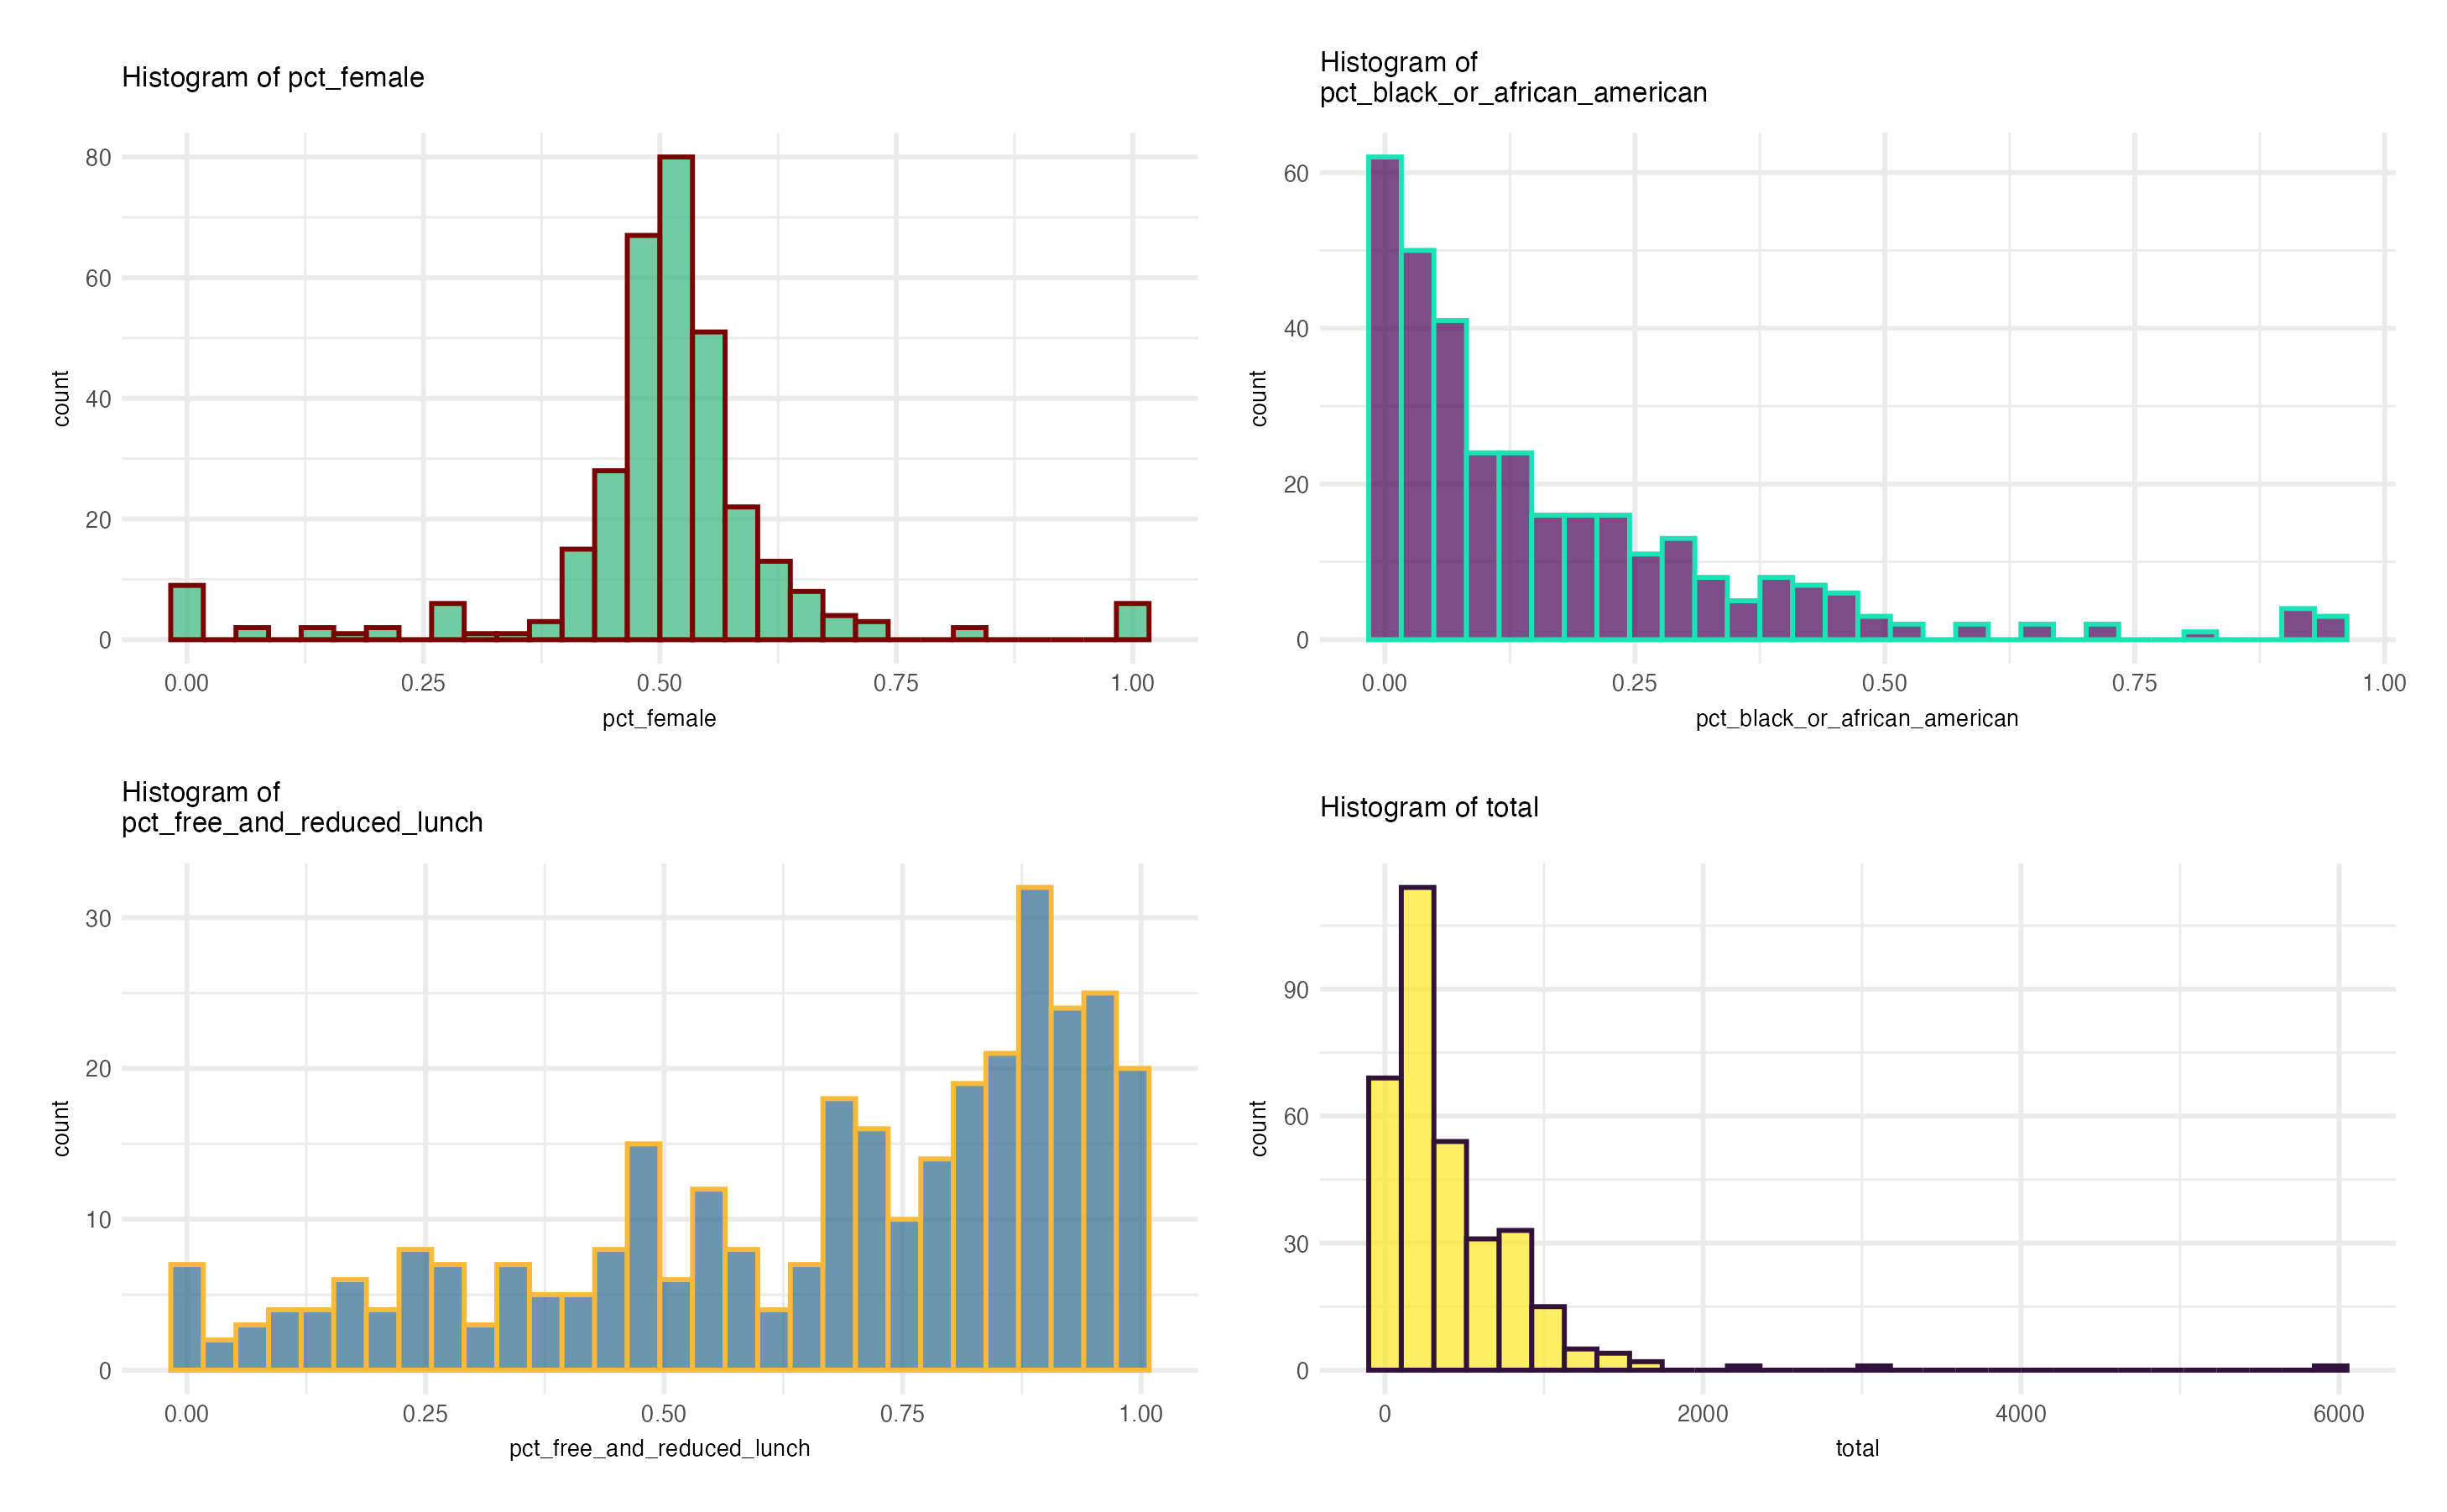 Histogram of pct_female
80
60
40
20
0
count
0.00 0.25 0.50 0.75 1.00
pct_female
Histogram of
pct_black_or_african_american
60
40
20
0
count
0.00 0.25 0.50 0.75 1.00
pct_black_or_african_american
Histogram of
pct_free_and_reduced_lunch
30
20
10
0
count
0.00 0.25 0.50 0.75 1.00
pct_free_and_reduced_lunch
Histogram of total
90
60
30
0
count
0 2000 4000 6000
total